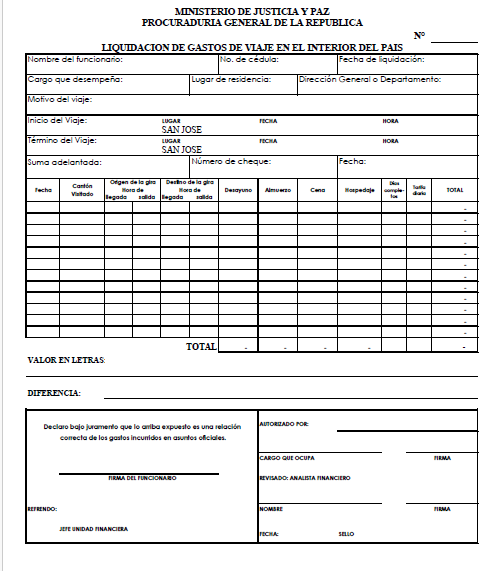 MINISTERIO DE JUSTICIA Y PAZ
PROCURADURIA GENERAL DE LA REPUBLICA
N°
LIQUIDACION DE GASTOS DE VIAJE EN EL INTERIOR DEL PAIS
Nombre del funcionario: No. de cédula: Fecha de liquidación:
Cargo que desempeña: Lugar de residencia: Dirección General o Departamento:
Motivo del viaje:
Inicio del Viaje: LUGAR FECHA HORA
SAN JOSE
Término del Viaje: LUGAR FECHA HORA
SAN JOSE
Suma adelantada: Número de cheque: Fecha:
Fecha Cantón Visitado Origen de la gira Hora de llegada salida Destino de la gira Hora de llegada salida Desayuno Almuerzo Cena Hospedaje Días comple- tos Tarifa diaria TOTAL
-
-
-
-
-
-
-
-
-
-
-
-
TOTAL - - - - -
VALOR EN LETRAS:
DIFERENCIA:
Declaro bajo juramento que lo arriba expuesto es una relación
correcta de los gastos incurridos en asuntos oficiales.
FIRMA DEL FUNCIONARIO
REFRENDO:
JEFE UNIDAD FINANCIERA
AUTORIZADO POR:
CARGO QUE OCUPA FIRMA
REVISADO: ANALISTA FINANCIERO
NOMBRE FIRMA
FECHA: SELLO